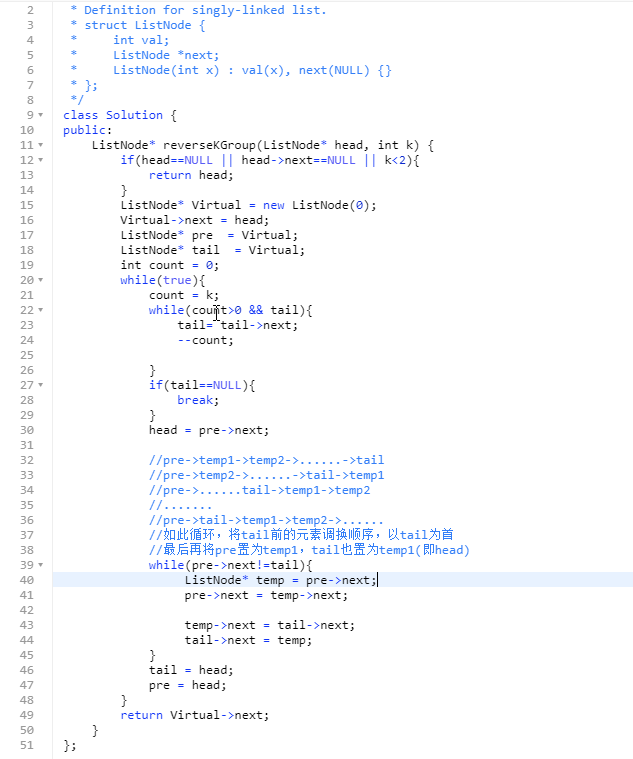 2 * Definition for singly-linked list.
3 * struct ListNode {
4 *     int val;
5 *     ListNode *next;
6 *     ListNode(int x) : val(x), next(NULL) {}
7 * };
8 */
9 class Solution {
10 public:
11     ListNode* reverseKGroup(ListNode* head, int k) {
12         if(head==NULL || head->next==NULL || k<2){
13             return head;
14         }
15         ListNode* Virtual = new ListNode(0);
16         Virtual->next = head;
17         ListNode* pre  = Virtual;
18         ListNode* tail  = Virtual;
19         int count = 0;
20         while(true){
21             count = k;
22             while(count>0 && tail){
23                 tail= tail->next;
24                 --count;
25
26             }
27             if(tail==NULL){
28                 break;
29             }
30             head = pre->next;
31
32             //pre->temp1->temp2->......->tail
33             //pre->temp2->......->tail->temp1
34             //pre->......tail->temp1->temp2
35             //.......
36             //pre->tail->temp1->temp2->......
37             //如此循环，将tail前的元素调换顺序，以tail为首
38             //最后再将pre置为temp1，tail也置为temp1(即head)
39             while(pre->next!=tail){
40                  ListNode* temp = pre->next;
41                  pre->next = temp->next;
42
43                  temp->next = tail->next;
44                  tail->next = temp;
45             }
46             tail = head;
47             pre = head;
48         }
49         return Virtual->next;
50     }
51 };